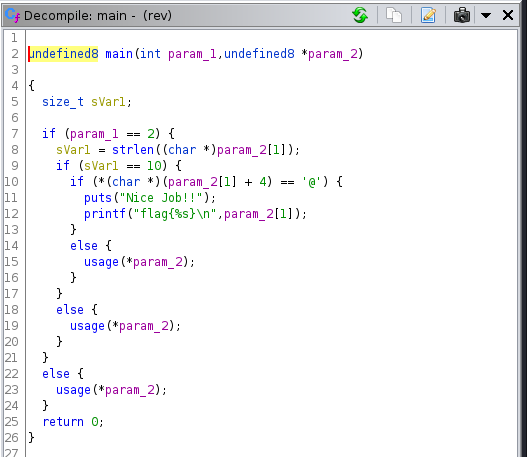 Decompile: main - (rev)
1
2 undefined8 main(int param_1,undefined8 *param_2)
3
4 {
5 size_t sVar1;
6
7 if (param_1 == 2) {
8 sVar1 = strlen((char *)param_2[1]);
9 if (sVar1 == 10) {
10 if (*(char *)(param_2[1] + 4) == '@') {
11 puts("Nice Job!!");
12 printf("flag{%s}\n",param_2[1]);
13 }
14 else {
15 usage(*param_2);
16 }
17 }
18 else {
19 usage(*param_2);
20 }
21 }
22 else {
23 usage(*param_2);
24 }
25 return 0;
26 }
27